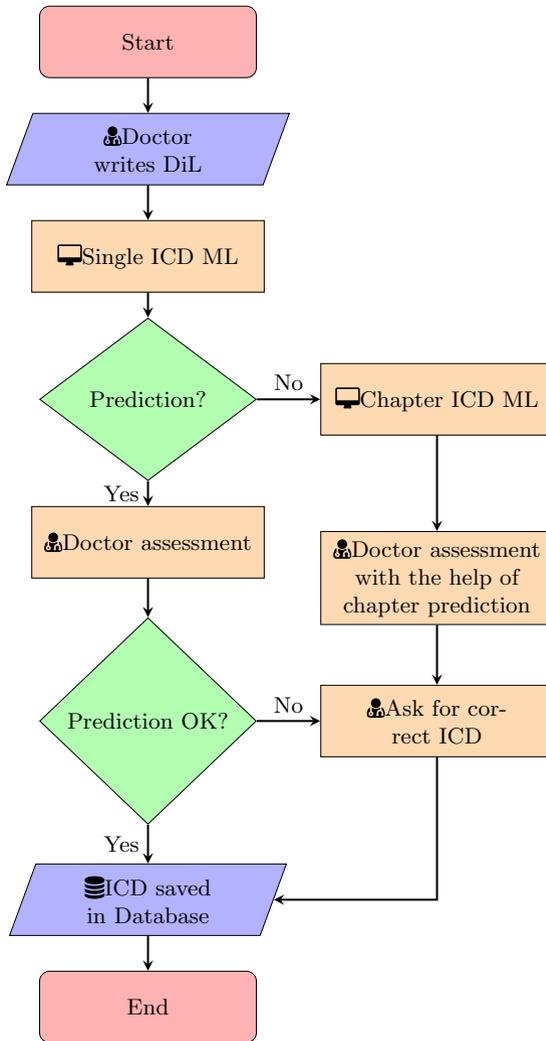 Start
Doctor
writes DiL
Single ICD ML
Prediction?
No
Chapter ICD ML
Yes
Doctor assessment
Doctor assessment
with the help of
chapter prediction
Prediction OK?
No
Ask for cor-
rect ICD
Yes
ICD saved
in Database
End